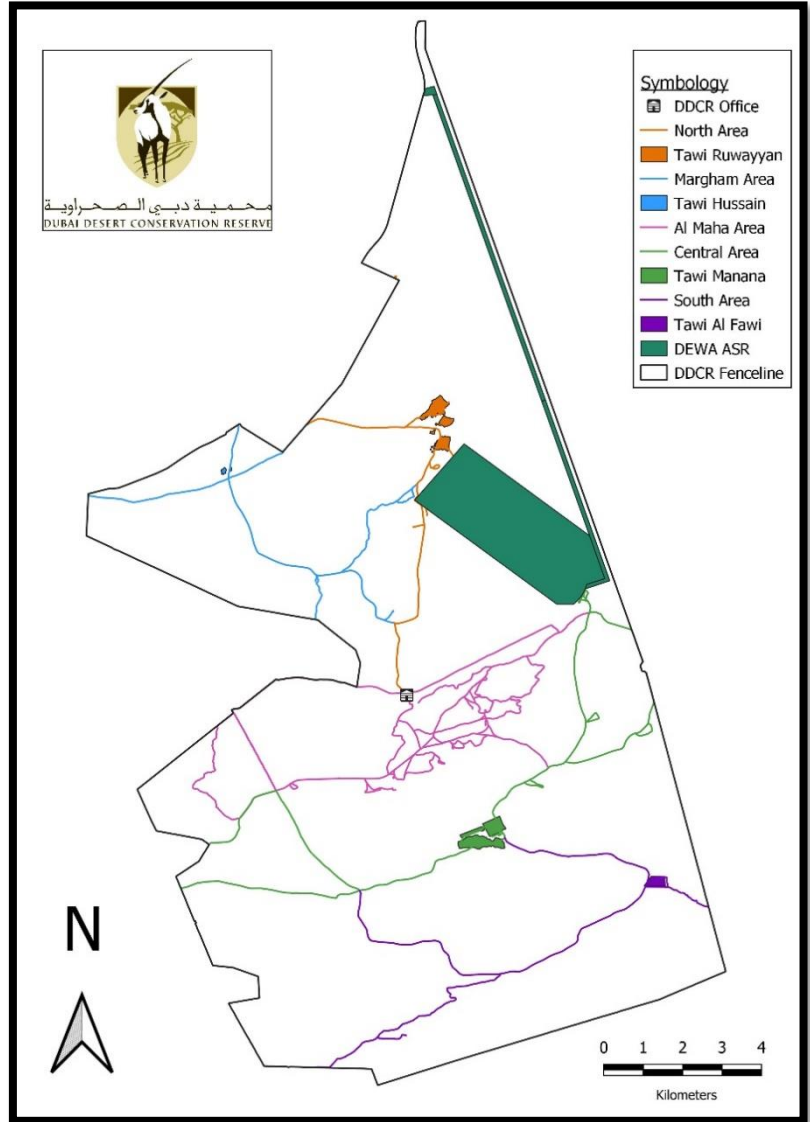 محمية دبي الصحراوية
DUBAI DESERT CONSERVATION RESERVE
Symbology
DDCR Office
North Area
Tawi Ruwayyan
Margham Area
Tawi Hussain
Al Maha Area
Central Area
Tawi Manana
South Area
Tawi Al Fawi
DEWA ASR
DDCR Fenceline
N
0 1 2 3 4
Kilometers